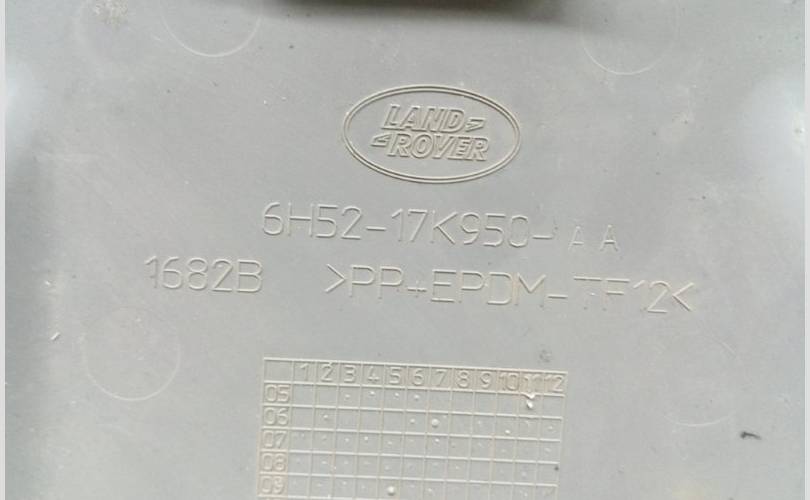 LAND
ROVER
6H52-17K950-AA
1682B >PP+EPDM-TF12<
1 2 3 4 5 6 7 8 9 10 11 12
05
06
07
08
09